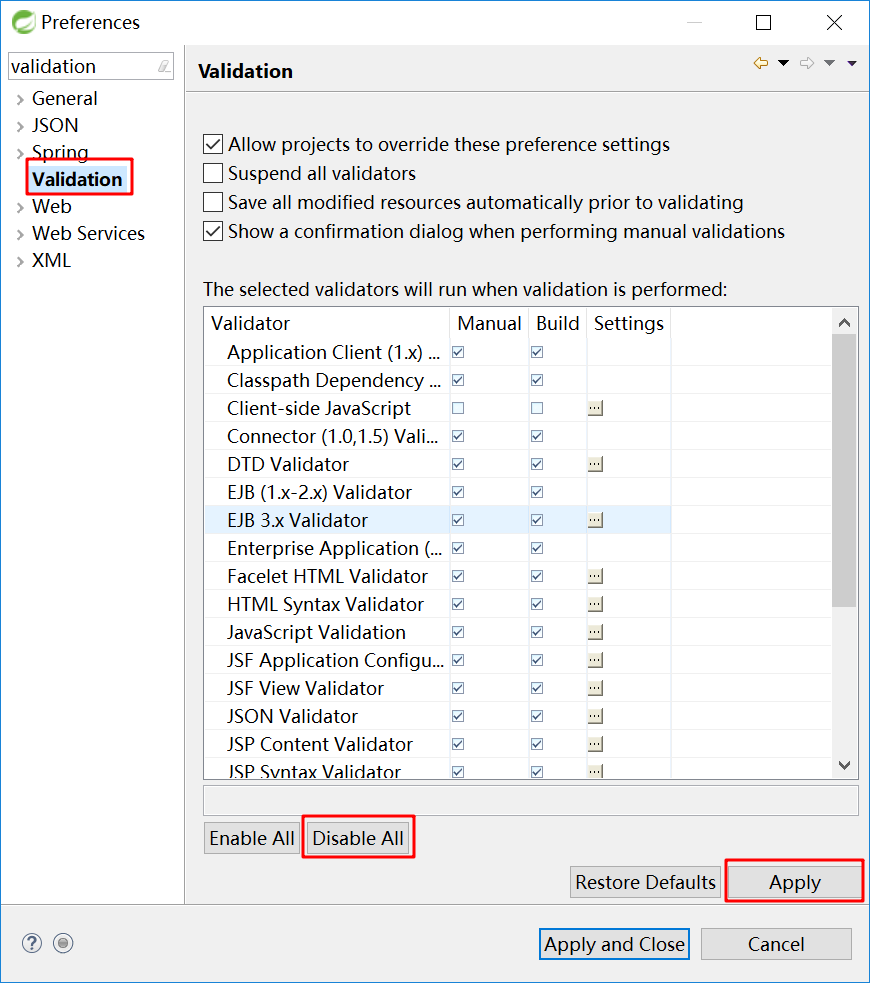 Preferences
validation
General
JSON
Spring
Validation
Web
Web Services
XML
Validation
Allow projects to override these preference settings
Suspend all validators
Save all modified resources automatically prior to validating
Show a confirmation dialog when performing manual validations
The selected validators will run when validation is performed:
Validator Manual Build Settings
Application Client (1.x) ...
Classpath Dependency ...
Client-side JavaScript ...
Connector (1.0,1.5) Vali...
DTD Validator ...
EJB (1.x-2.x) Validator
EJB 3.x Validator ...
Enterprise Application (...
Facelet HTML Validator ...
HTML Syntax Validator ...
JavaScript Validation ...
JSF Application Configu... ...
JSF View Validator ...
JSON Validator ...
JSP Content Validator ...
JSP Syntax Validator ...
Enable All Disable All
Restore Defaults Apply
? Apply and Close Cancel